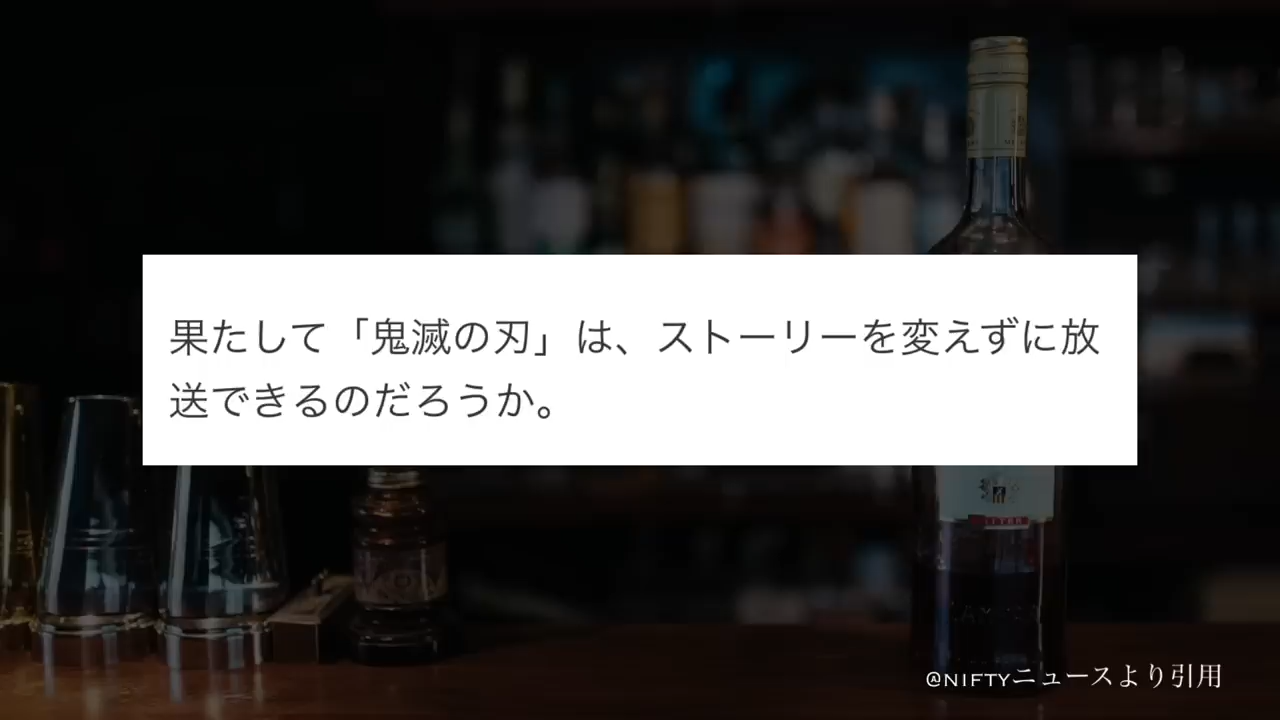 果たして「鬼滅の刃」は、ストーリーを変えずに放
送できるのだろうか。
@NIFTYニュースより引用